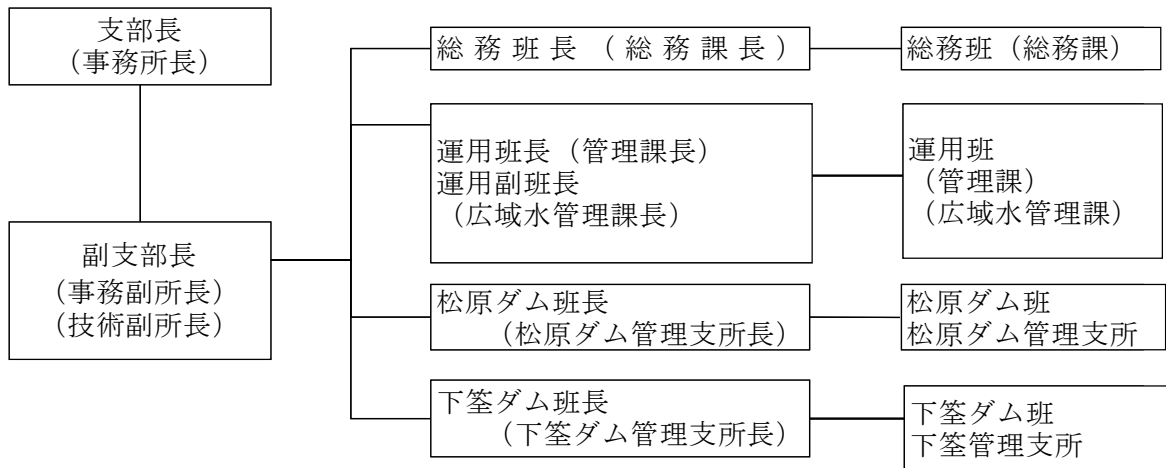 支部長
（事務所長）
副支部長
（事務副所長）
（技術副所長）
総務班長（総務課長）
総務班（総務課）
運用班長（管理課長）
運用副班長
（広域水管理課長）
運用班
（管理課）
（広域水管理課）
松原ダム班長
（松原ダム管理支所長）
松原ダム班
松原ダム管理支所
下筌ダム班長
（下筌ダム管理支所長）
下筌ダム班
下筌管理支所